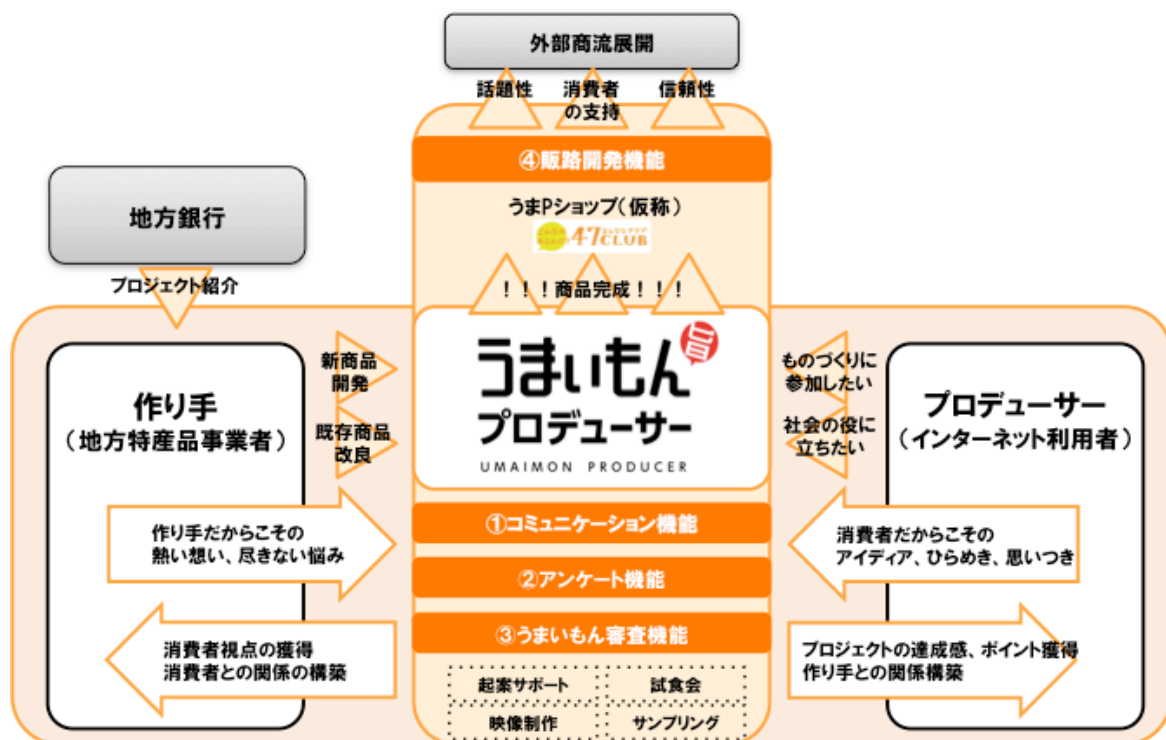 外部商流展開
話題性
消費者
の支持
信頼性
④販路開発機能
うまPショップ(仮称)
47CLUB
地方銀行
プロジェクト紹介
!!!商品完成!!!
作り手
(地方特産品事業者)
新商品
開発
既存商品
改良
うまいもん
旨
プロデューサー
UMAIMON PRODUCER
ものづくりに
参加したい
社会の役に
立ちたい
プロデューサー
(インターネット利用者)
①コミュニケーション機能
②アンケート機能
③うまいもん審査機能
作り手だからこその
熱い想い、尽きない悩み
消費者だからこその
アイディア、ひらめき、思いつき
消費者視点の獲得
消費者との関係の構築
プロジェクトの達成感、ポイント獲得
作り手との関係構築
起案サポート
試食会
映像制作
サンプリング